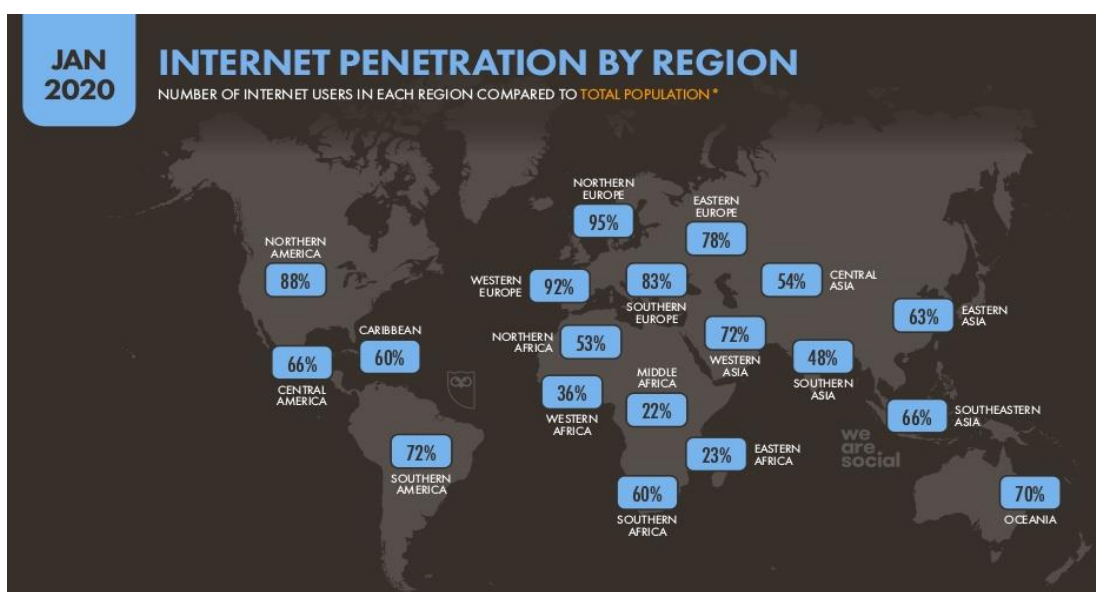 JAN
2020
INTERNET PENETRATION BY REGION
NUMBER OF INTERNET USERS IN EACH REGION COMPARED TO TOTAL POPULATION*
NORTHERN
EUROPE
95%
EASTERN
EUROPE
78%
NORTHERN
AMERICA
88%
WESTERN
EUROPE
92%
83%
SOUTHERN
EUROPE
54%
CENTRAL
ASIA
63%
EASTERN
ASIA
CARIBBEAN
60%
NORTHERN
AFRICA
53%
72%
WESTERN
ASIA
48%
SOUTHERN
ASIA
66%
CENTRAL
AMERICA
36%
WESTERN
AFRICA
MIDDLE
AFRICA
22%
66%
SOUTHEASTERN
ASIA
72%
SOUTHERN
AMERICA
23%
EASTERN
AFRICA
we
are
social
60%
SOUTHERN
AFRICA
70%
OCEANIA